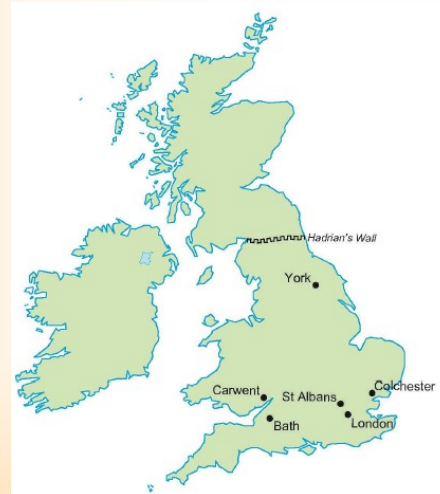 Hadrian's Wall
York
Carwent
St Albans
Colchester
Bath
London